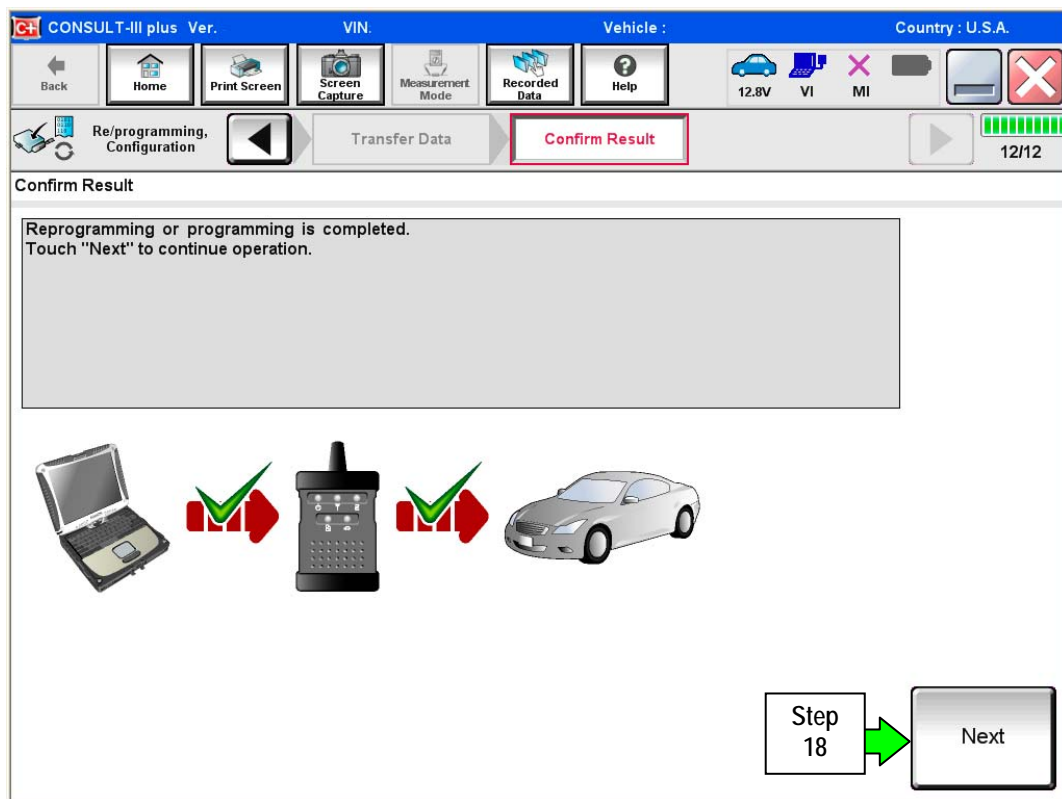 C+ CONSULT-III plus Ver. VIN: Vehicle : Country : U.S.A.
Back
Home
Print Screen
Screen
Capture
Measurement
Mode
Recorded
Data
Help
12.8V
VI
MI
Re/programming,
Configuration
Transfer Data
Confirm Result
12/12
Confirm Result
Reprogramming or programming is completed.
Touch "Next" to continue operation.
Step
18
Next